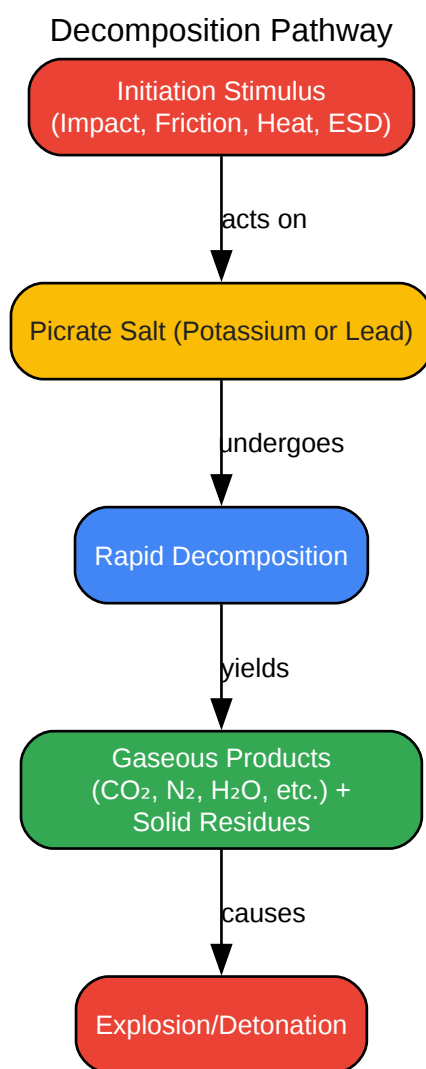 Decomposition Pathway
Initiation Stimulus
(Impact, Friction, Heat, ESD)
acts on
Picrate Salt (Potassium or Lead)
undergoes
Rapid Decomposition
yields
Gaseous Products
(CO₂, N₂, H₂O, etc.) +
Solid Residues
causes
Explosion/Detonation